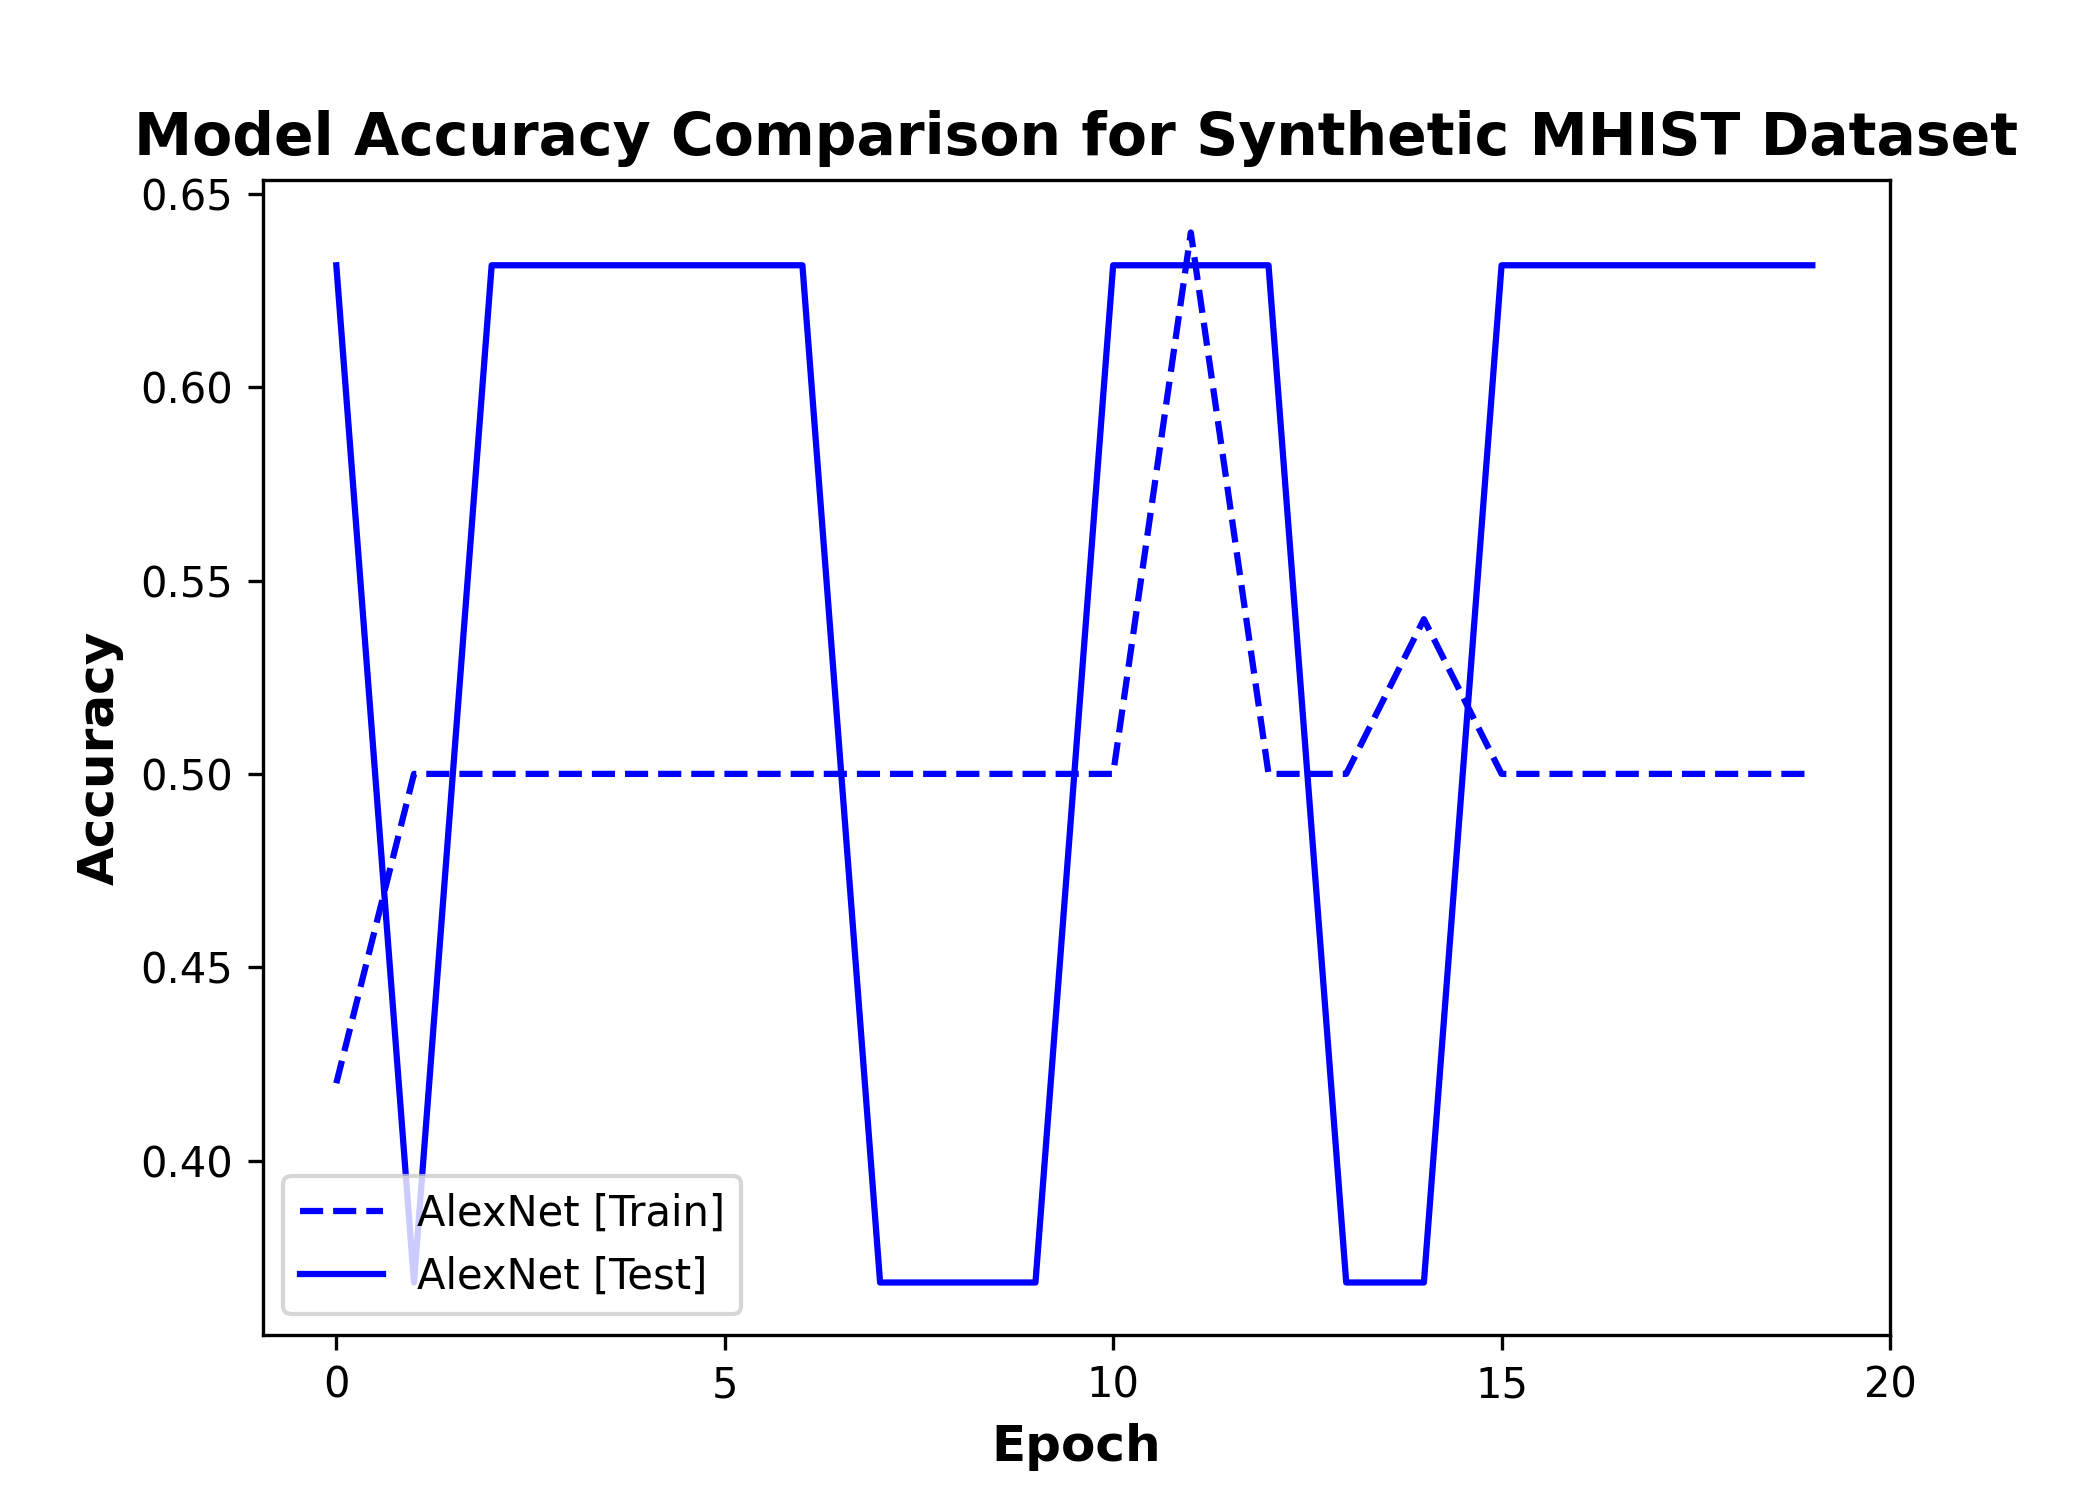 Model Accuracy Comparison for Synthetic MHIST Dataset
0.65
0.60
0.55
0.50
0.45
0.40
Accuracy
AlexNet [Train]
AlexNet [Test]
0 5 10 15 20
Epoch